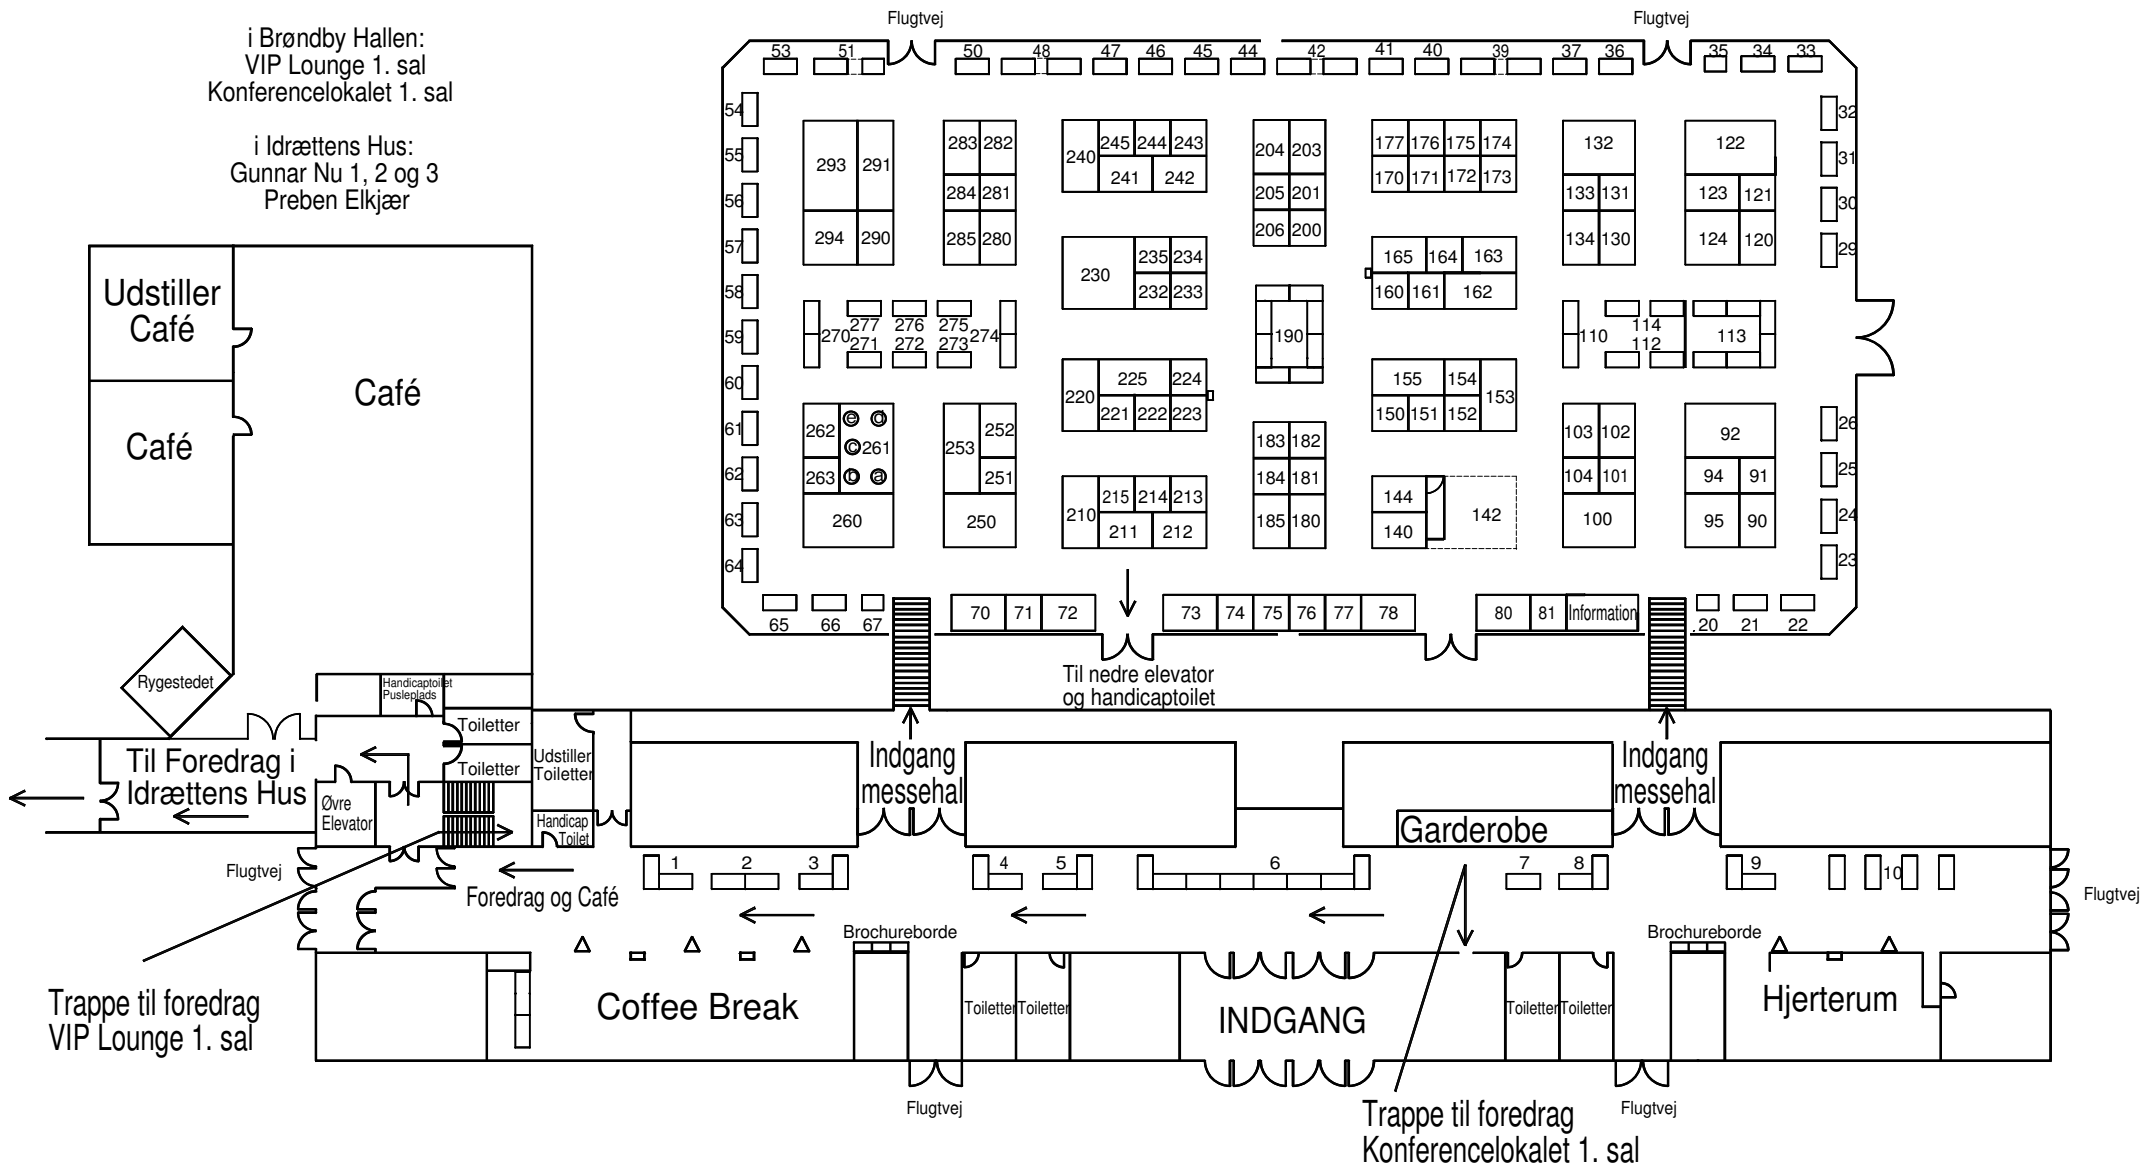 i Brøndby Hallen:
VIP Lounge 1. sal
Konferencelokalet 1. sal
i Idrættens Hus:
Gunnar Nu 1, 2 og 3
Preben Elkjær
Flugtvej
Flugtvej
53 51 50 48 47 46 45 44 42 41 40 39 37 36 35 34 33
54
55
56
57
58
59
60
61
62
63
64
32
31
30
29
26
25
24
23
293 291
294 290
283 282
284 281
285 280
240 245 244 243
241 242
230 235 234
232 233
204 203
205 201
206 200
177 176 175 174
170 171 172 173
165 164 163
160 161 162
132
133 131
134 130
122
123 121
124 120
270 277 276 275 274
271 272 273
190
110 114 113
112
262 e d
c 261
263 b a
260
253 252
251
250
220 225 224
221 222 223
210 215 214 213
211 212
183 182
184 181
185 180
155 154 153
150 151 152
144 142
140
103 102
104 101
100
92
94 91
95 90
65 66 67
70 71 72
73 74 75 76 77 78
80 81 Information
.20 21 22
Til nedre elevator
og handicaptoilet
Udstiller
Café
Café
Café
Rygestedet
Handicaptoilet
Pusleplads
Toiletter
Toiletter
Udstiller
Toiletter
Handicap
Toilet
Til Foredrag i
Idrættens Hus
Øvre
Elevator
Indgang
messehal
Indgang
messehal
Garderobe
Flugtvej
Foredrag og Café
1 2 3 4 5 6 7 8 9 10
Flugtvej
Brochureborde
Brochureborde
Trappe til foredrag
VIP Lounge 1. sal
Coffee Break
Toiletter Toiletter
INDGANG
Toiletter Toiletter
Hjerterum
Flugtvej
Flugtvej
Trappe til foredrag
Konferencelokalet 1. sal